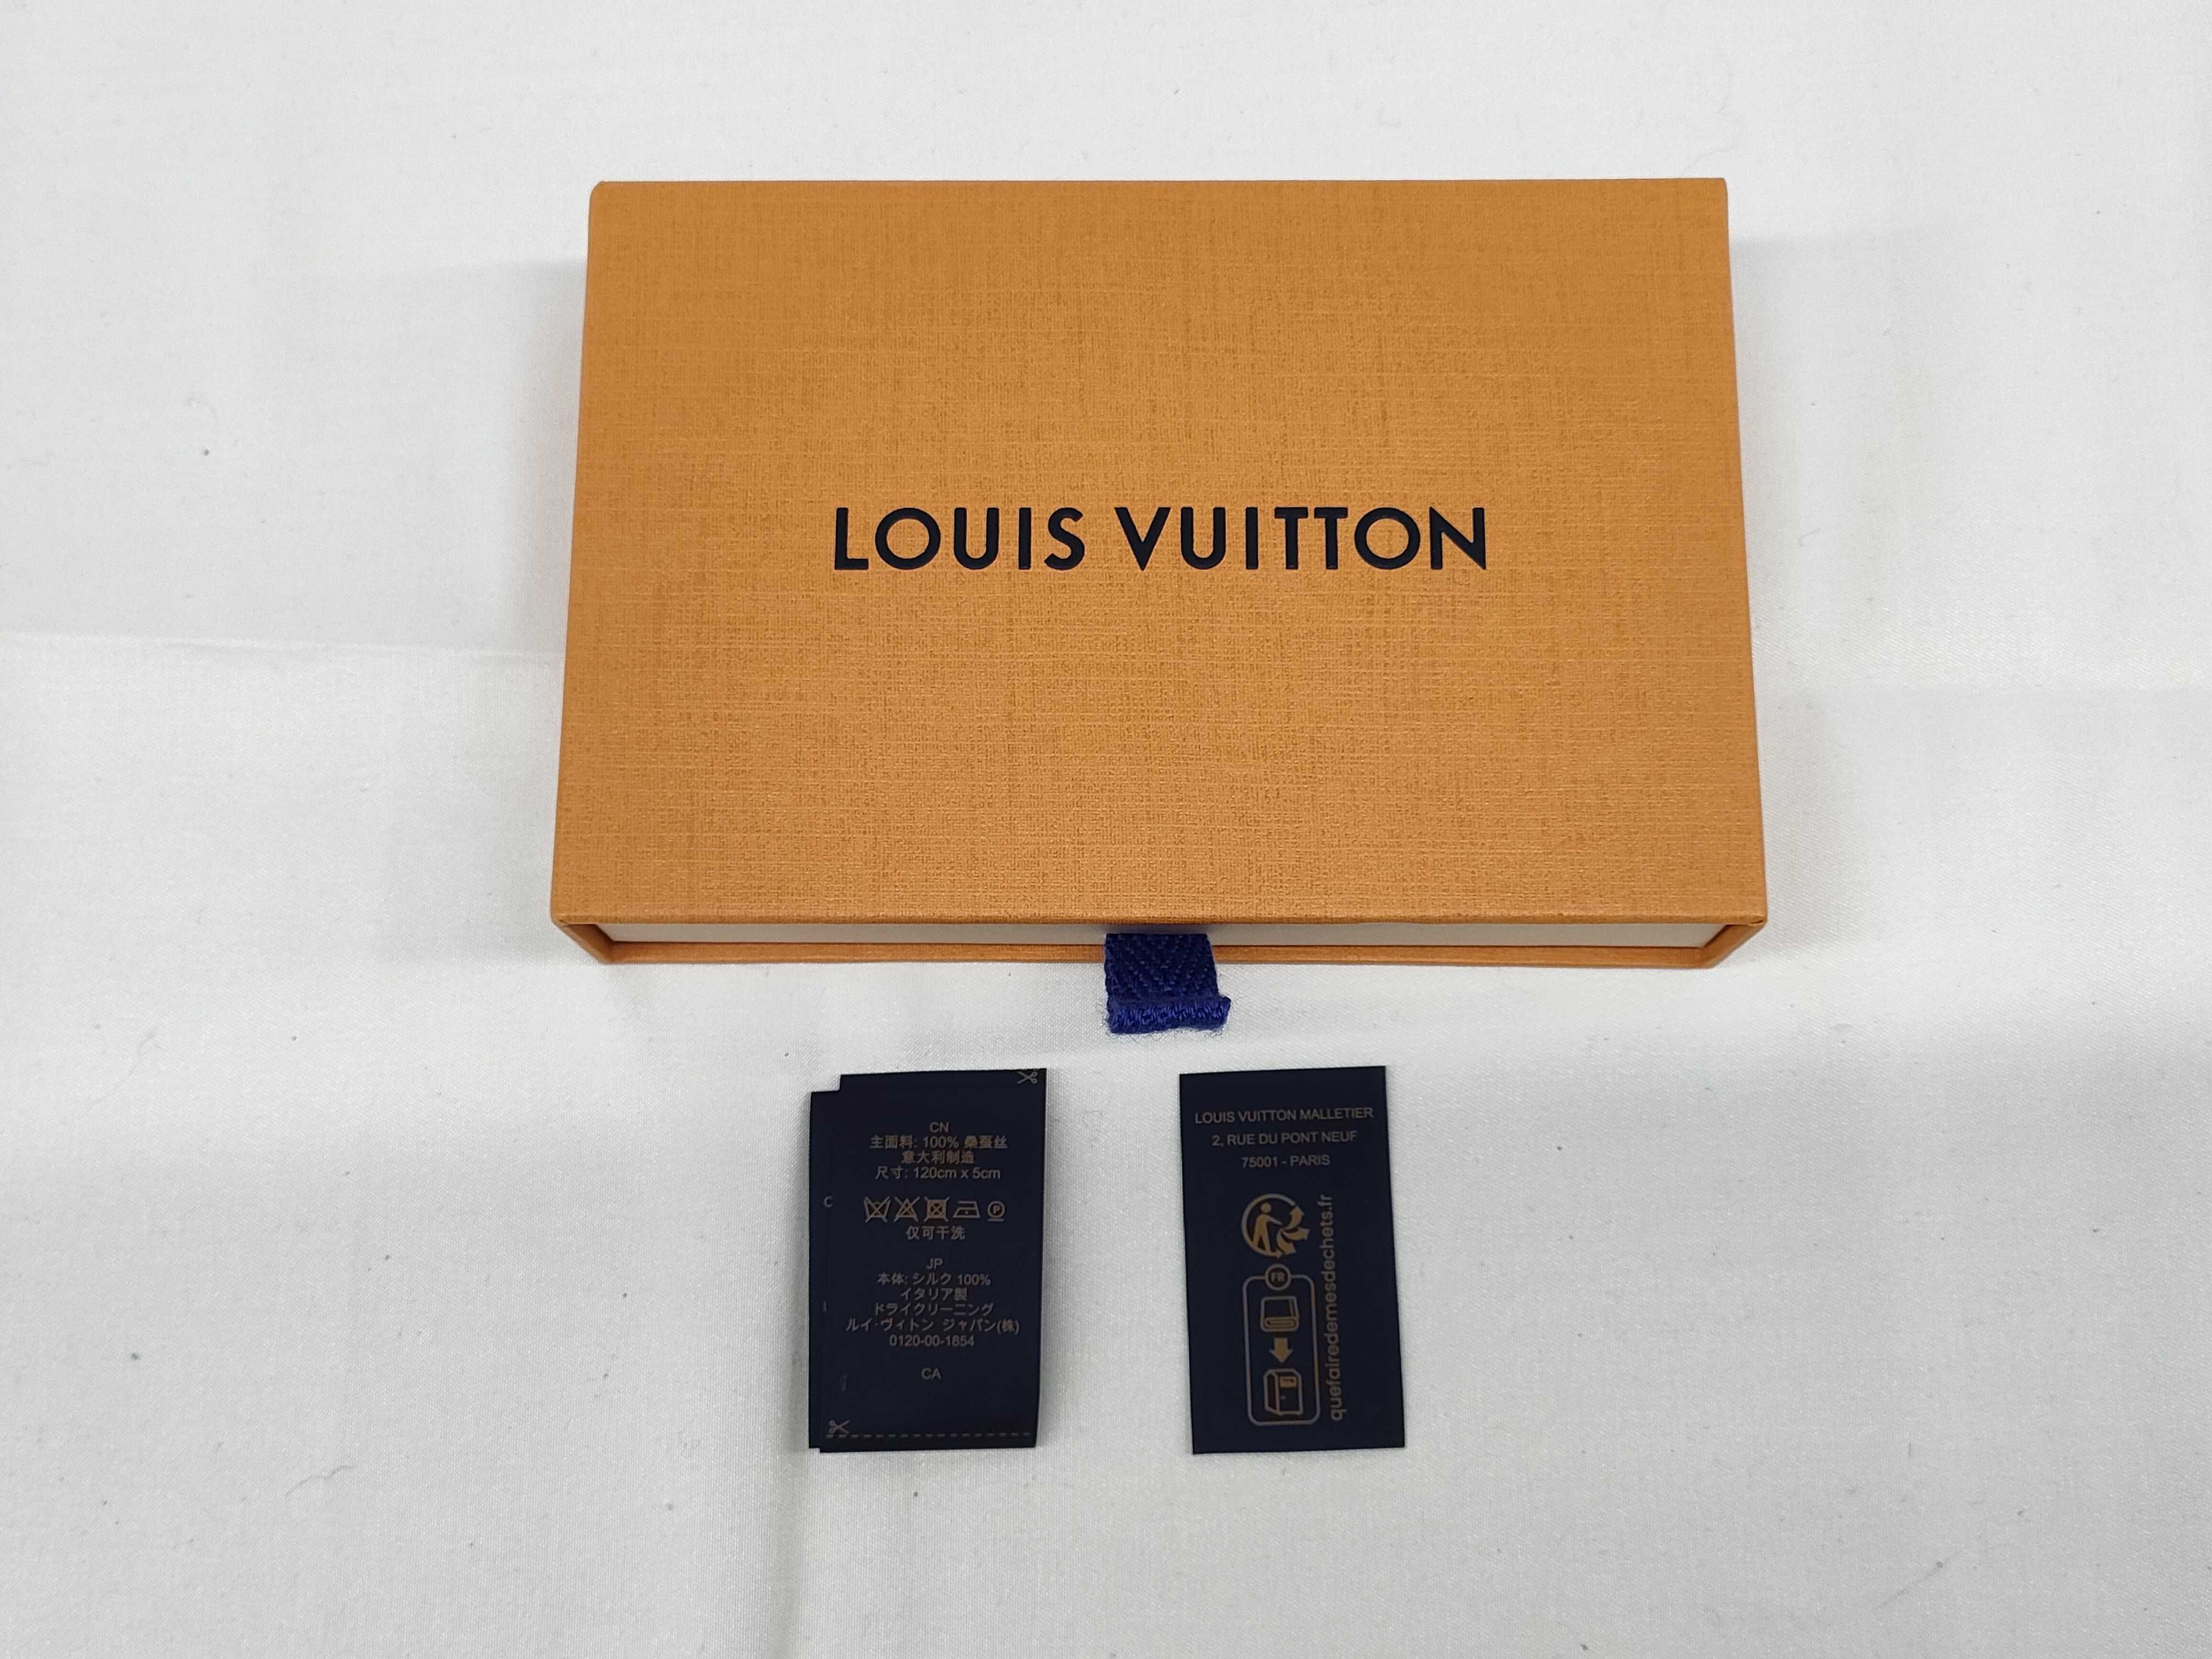 LOUIS VUITTON
CN
主面料: 100% 桑蚕丝
意大利制造
尺寸: 120cm x 5cm
P
仅可干洗
JP
本体: シルク 100%
イタリア製
ドライクリーニング
ルイ·ヴィトン ジャパン(株)
0120-00-1854
CA
LOUIS VUITTON MALLETIER
2, RUE DU PONT NEUF
75001 - PARIS
FR
quefairedemesdechets.fr